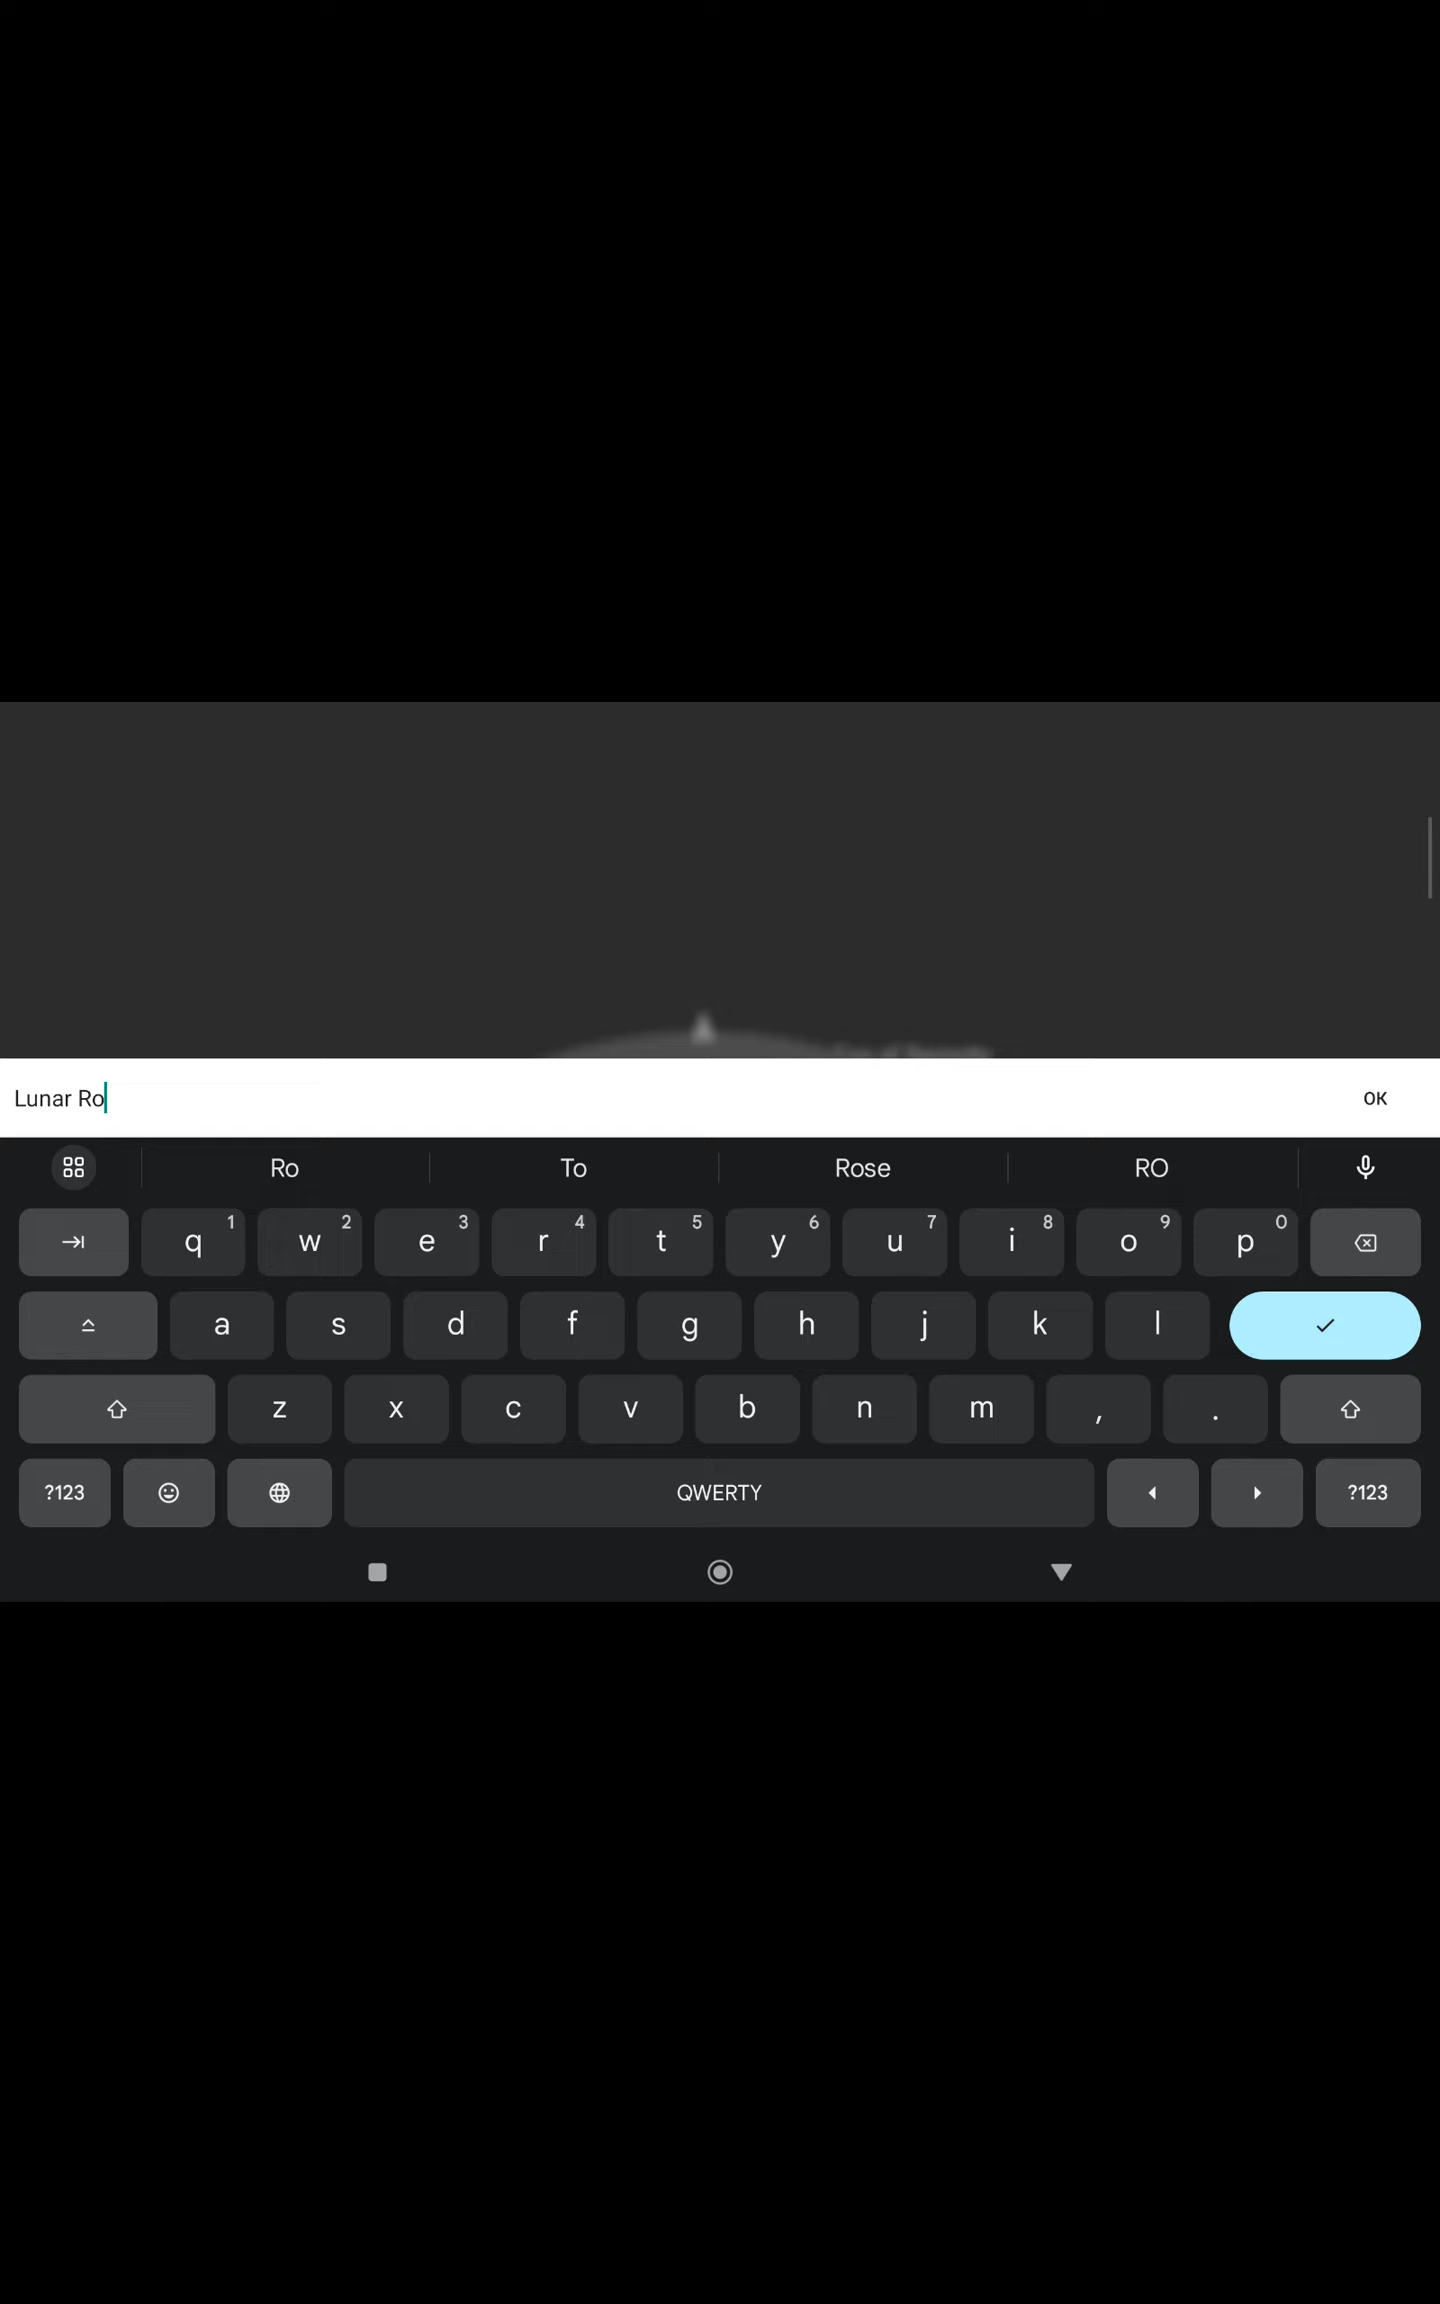 Lunar Ro
OK
Ro To Rose RO
q 1 w 2 e 3 r 4 t 5 y 6 u 7 i 8 o 9 p 0
a s d f g h j k l
z x c v b n m , .
?123 QWERTY ?123